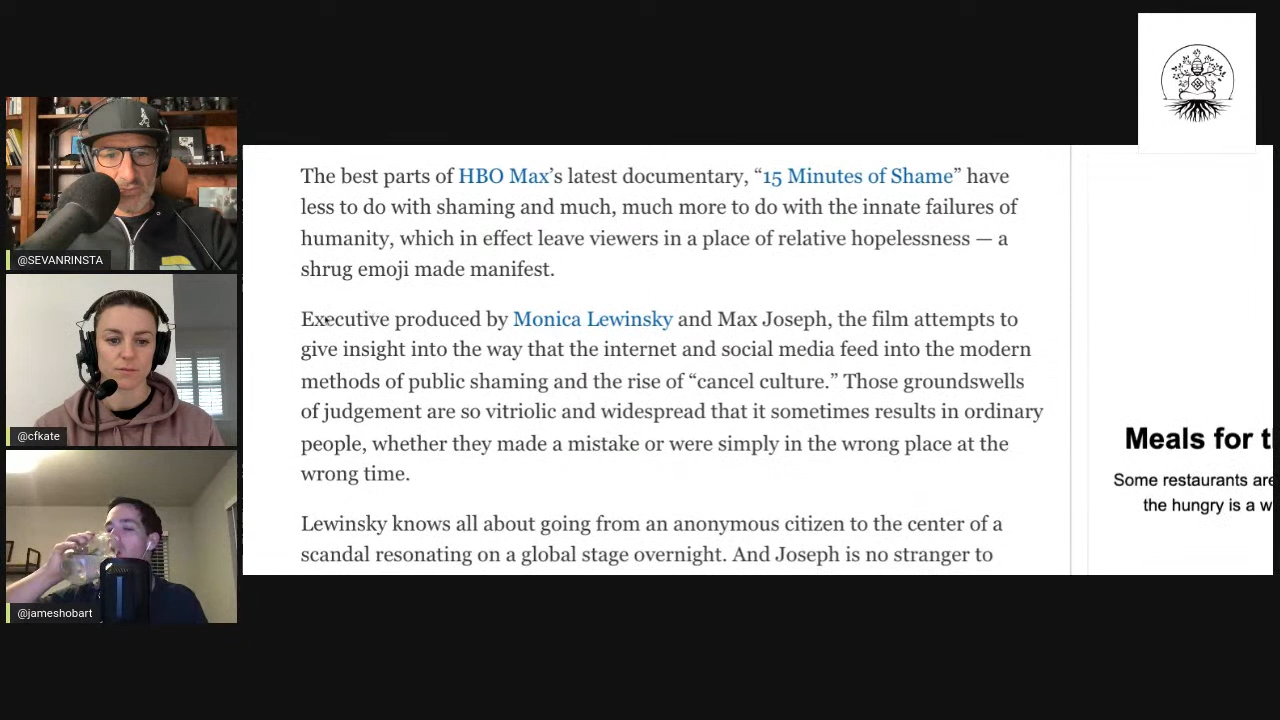 @SEVANRINSTA
@cfkate
@jameshobart
The best parts of HBO Max’s latest documentary, “15 Minutes of Shame” have
less to do with shaming and much, much more to do with the innate failures of
humanity, which in effect leave viewers in a place of relative hopelessness — a
shrug emoji made manifest.
Executive produced by Monica Lewinsky and Max Joseph, the film attempts to
give insight into the way that the internet and social media feed into the modern
methods of public shaming and the rise of “cancel culture.” Those groundswells
of judgement are so vitriolic and widespread that it sometimes results in ordinary
people, whether they made a mistake or were simply in the wrong place at the
wrong time.
Lewinsky knows all about going from an anonymous citizen to the center of a
scandal resonating on a global stage overnight. And Joseph is no stranger to
Meals for t
Some restaurants are
the hungry is a w